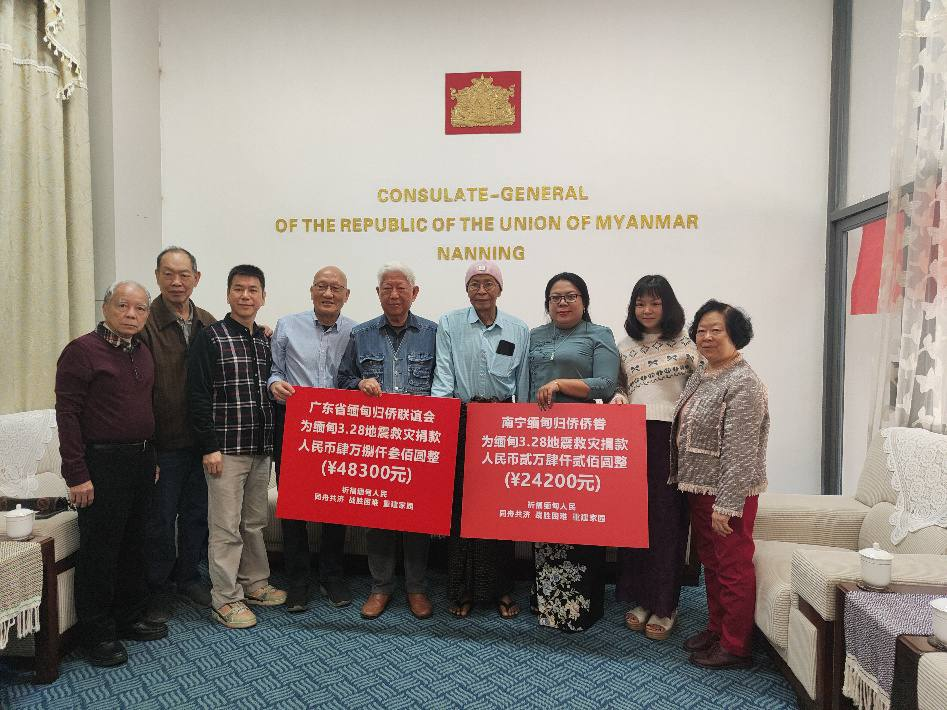 CONSULATE-GENERAL
OF THE REPUBLIC OF THE UNION OF MYANMAR
NANNING
广东省缅甸归侨联谊会
为缅甸3.28地震救灾捐款
人民币肆万捌仟叁佰圆整
(¥48300元)
祈福缅甸人民
同舟共济 战胜困难 重建家园
南宁缅甸归侨侨眷
为缅甸3.28地震救灾捐款
人民币贰万肆仟贰佰圆整
(¥24200元)
祈福缅甸人民
同舟共济 战胜困难 重建家园